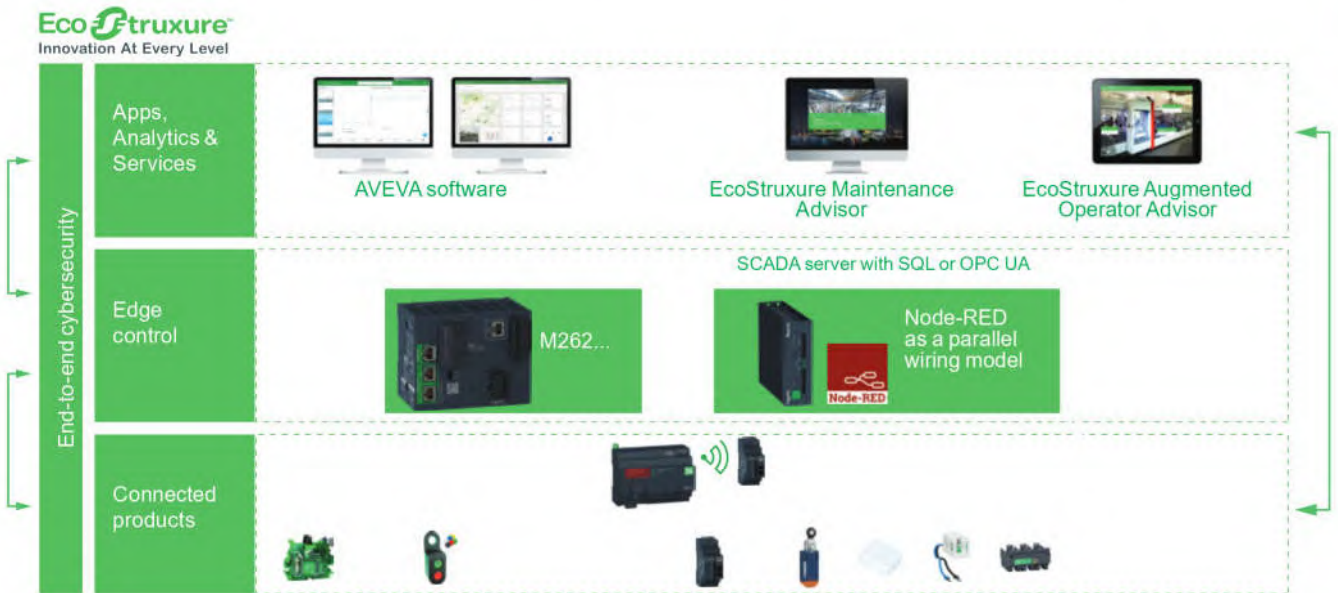 EcoStruxure™
Innovation At Every Level
End-to-end cybersecurity
Apps,
Analytics &
Services
AVEVA software
EcoStruxure Maintenance
Advisor
EcoStruxure Augmented
Operator Advisor
Edge
control
SCADA server with SQL or OPC UA
M262...
Node-RED
as a parallel
wiring model
Node-RED
Connected
products